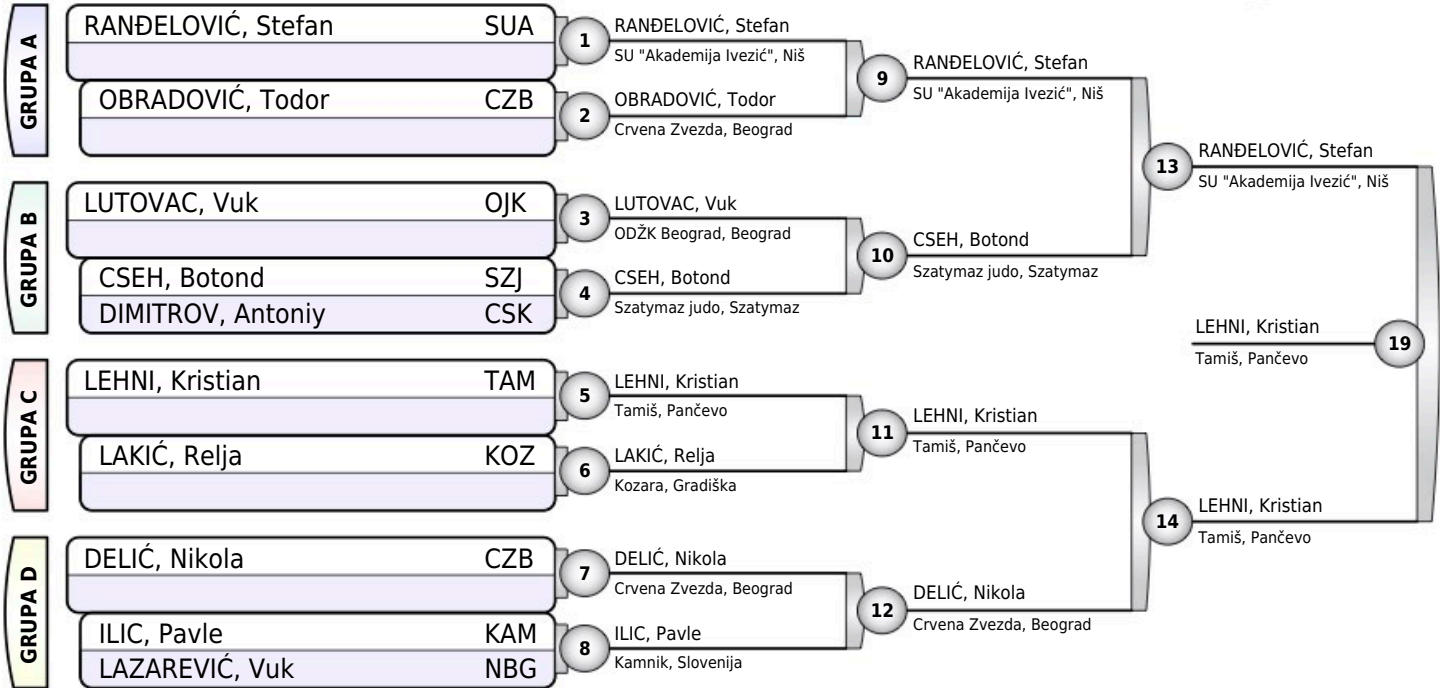 GRUPA A
RANĐELOVIĆ, Stefan SUA
OBRADOVIĆ, Todor CZB
GRUPA B
LUTOVAC, Vuk OJK
CSEH, Botond SZJ
DIMITROV, Antoniy CSK
GRUPA C
LEHNI, Kristian TAM
LAKIĆ, Relja KOZ
GRUPA D
DELIĆ, Nikola CZB
ILIC, Pavle KAM
LAZAREVIĆ, Vuk NBG
1 RANĐELOVIĆ, Stefan
SU "Akademija Ivezić", Niš
2 OBRADOVIĆ, Todor
Crvena Zvezda, Beograd
3 LUTOVAC, Vuk
ODŽK Beograd, Beograd
4 CSEH, Botond
Szatymaz judo, Szatymaz
5 LEHNI, Kristian
Tamiš, Pančevo
6 LAKIĆ, Relja
Kozara, Gradiška
7 DELIĆ, Nikola
Crvena Zvezda, Beograd
8 ILIC, Pavle
Kamnik, Slovenija
9 RANĐELOVIĆ, Stefan
SU "Akademija Ivezić", Niš
10 CSEH, Botond
Szatymaz judo, Szatymaz
11 LEHNI, Kristian
Tamiš, Pančevo
12 DELIĆ, Nikola
Crvena Zvezda, Beograd
13 RANĐELOVIĆ, Stefan
SU "Akademija Ivezić", Niš
14 LEHNI, Kristian
Tamiš, Pančevo
LEHNI, Kristian 19
Tamiš, Pančevo